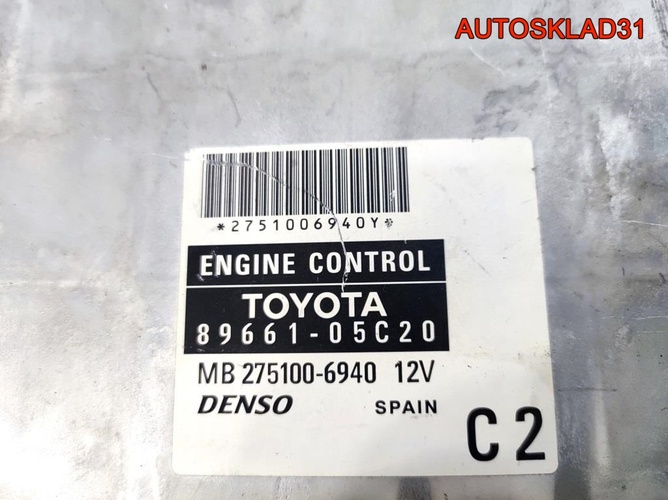 AUTOSKLAD31
*2751006940Y*
ENGINE CONTROL
TOYOTA
89661-05C20
MB 275100-6940 12V
DENSO SPAIN
C2